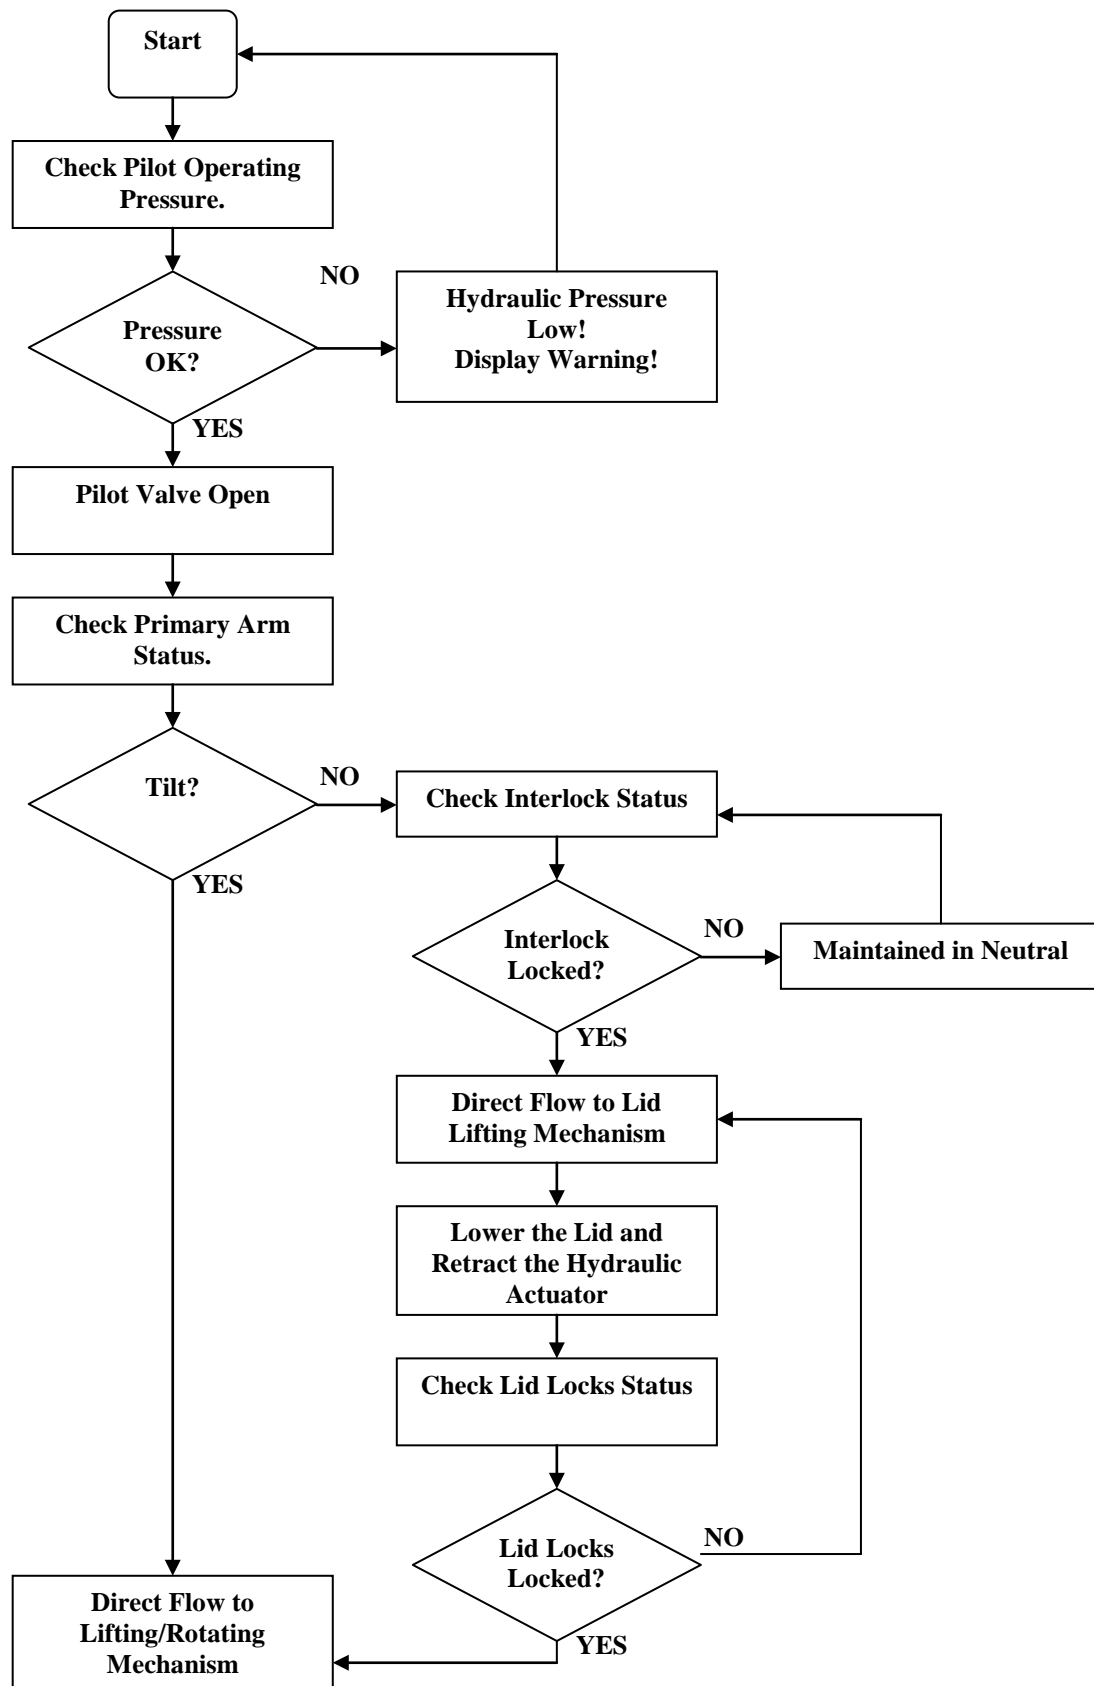 Start
Check Pilot Operating
Pressure.
NO
Pressure
OK?
Hydraulic Pressure
Low!
Display Warning!
YES
Pilot Valve Open
Check Primary Arm
Status.
Tilt?
NO
Check Interlock Status
YES
Interlock
Locked?
NO
Maintained in Neutral
YES
Direct Flow to Lid
Lifting Mechanism
Lower the Lid and
Retract the Hydraulic
Actuator
Check Lid Locks Status
Lid Locks
Locked?
NO
YES
Direct Flow to
Lifting/Rotating
Mechanism